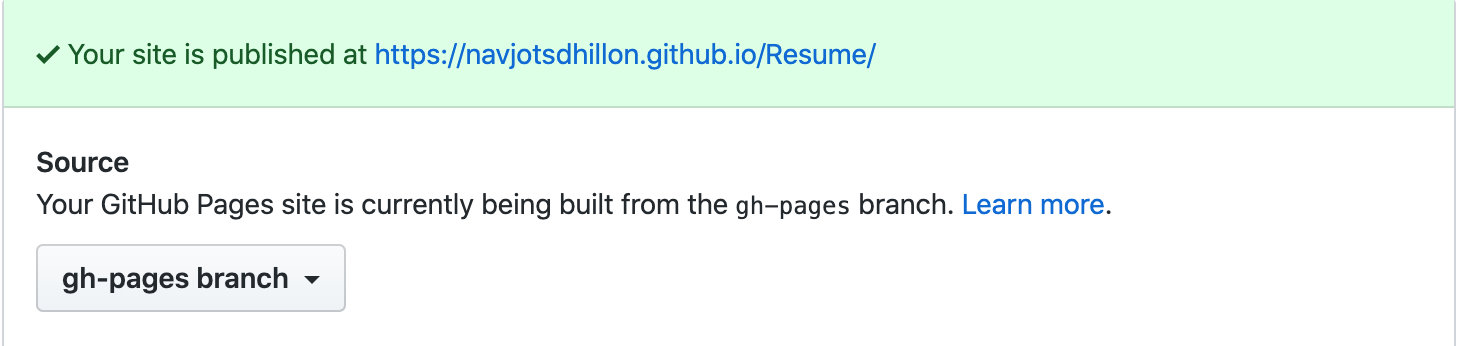 ✓ Your site is published at https://navjotsdhillon.github.io/Resume/
Source
Your GitHub Pages site is currently being built from the gh-pages branch. Learn more.
gh-pages branch